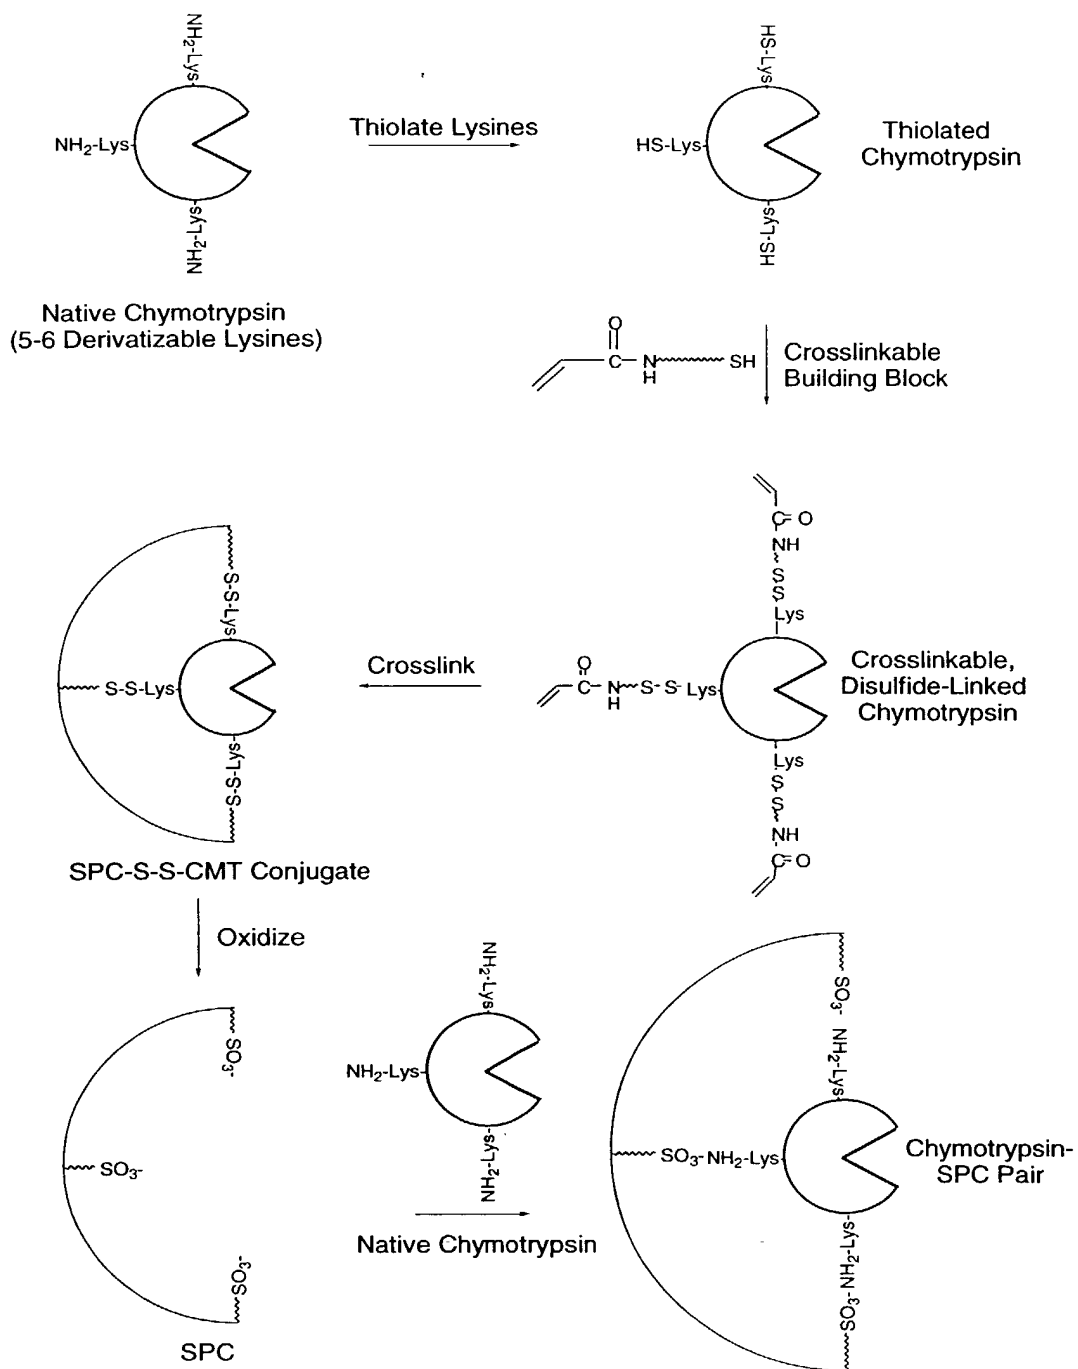 NH2-Lys
NH2-Lys
NH2-Lys
Native Chymotrypsin
(5-6 Derivatizable Lysines)
Thiolate Lysines
HS-Lys
HS-Lys
HS-Lys
Thiolated
Chymotrypsin
O
C
N
H
SH
Crosslinkable
Building Block
C=O
NH
S
S
Lys
O
C
N
H
S-S-Lys
Lys
S
S
NH
C=O
Crosslinkable,
Disulfide-Linked
Chymotrypsin
Crosslink
S-S-Lys
S-S-Lys
S-S-Lys
SPC-S-S-CMT Conjugate
Oxidize
SO3-
SO3-
SO3-
SPC
NH2-Lys
NH2-Lys
NH2-Lys
Native Chymotrypsin
SO3- NH2-Lys
SO3-NH2-Lys
SO3-NH2-Lys
Chymotrypsin-
SPC Pair